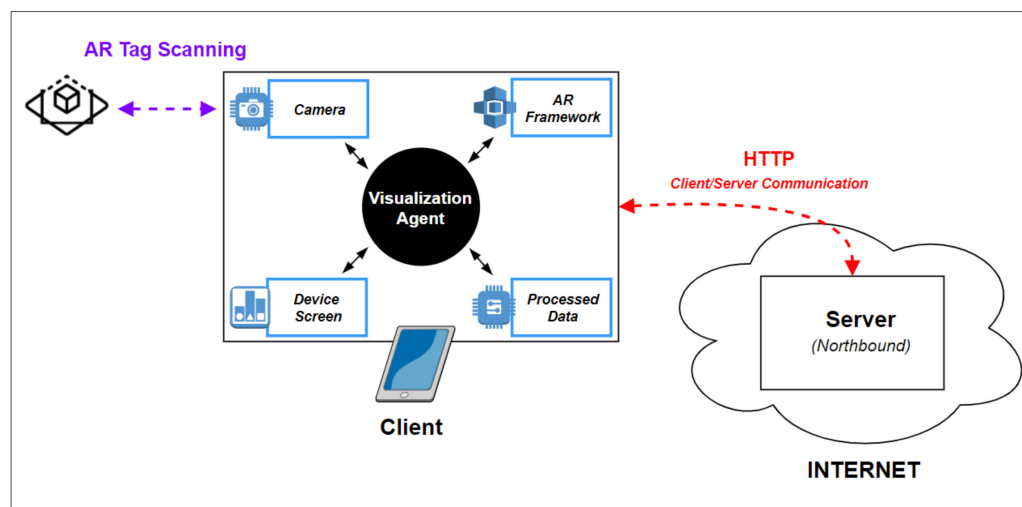 AR Tag Scanning
Camera
AR
Framework
Visualization
Agent
Device
Screen
Processed
Data
Client
HTTP
Client/Server Communication
Server
(Northbound)
INTERNET